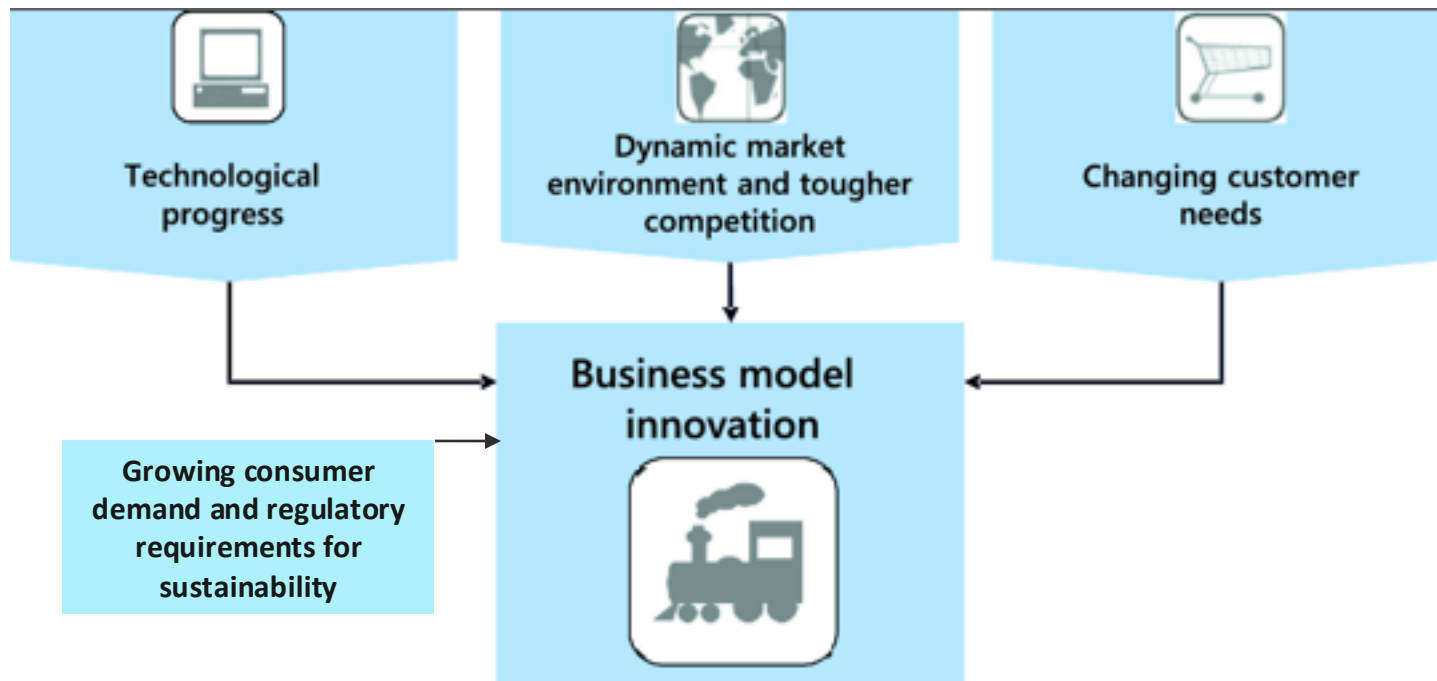 Technological
progress
Dynamic market
environment and tougher
competition
Changing customer
needs
Business model
innovation
Growing consumer
demand and regulatory
requirements for
sustainability